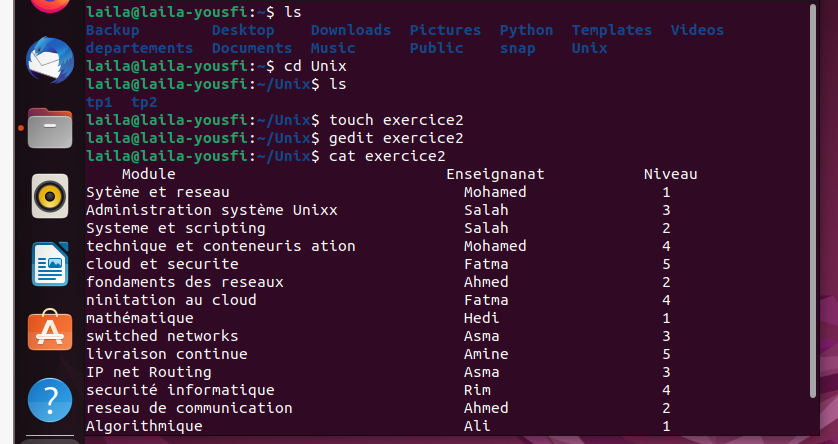 laila@laila-yousfi:~$ ls
Backup Desktop Downloads Pictures Python Templates Videos
departements Documents Music Public snap Unix
laila@laila-yousfi:~$ cd Unix
laila@laila-yousfi:~/Unix$ ls
tp1 tp2
laila@laila-yousfi:~/Unix$ touch exercice2
laila@laila-yousfi:~/Unix$ gedit exercice2
laila@laila-yousfi:~/Unix$ cat exercice2
Module Enseignanat Niveau
Sytème et reseau Mohamed 1
Administration système Unixx Salah 3
Systeme et scripting Salah 2
technique et conteneuris ation Mohamed 4
cloud et securite Fatma 5
fondaments des reseaux Ahmed 2
ninitation au cloud Fatma 4
mathématique Hedi 1
switched networks Asma 3
livraison continue Amine 5
IP net Routing Asma 3
securité informatique Rim 4
reseau de communication Ahmed 2
Algorithmique Ali 1